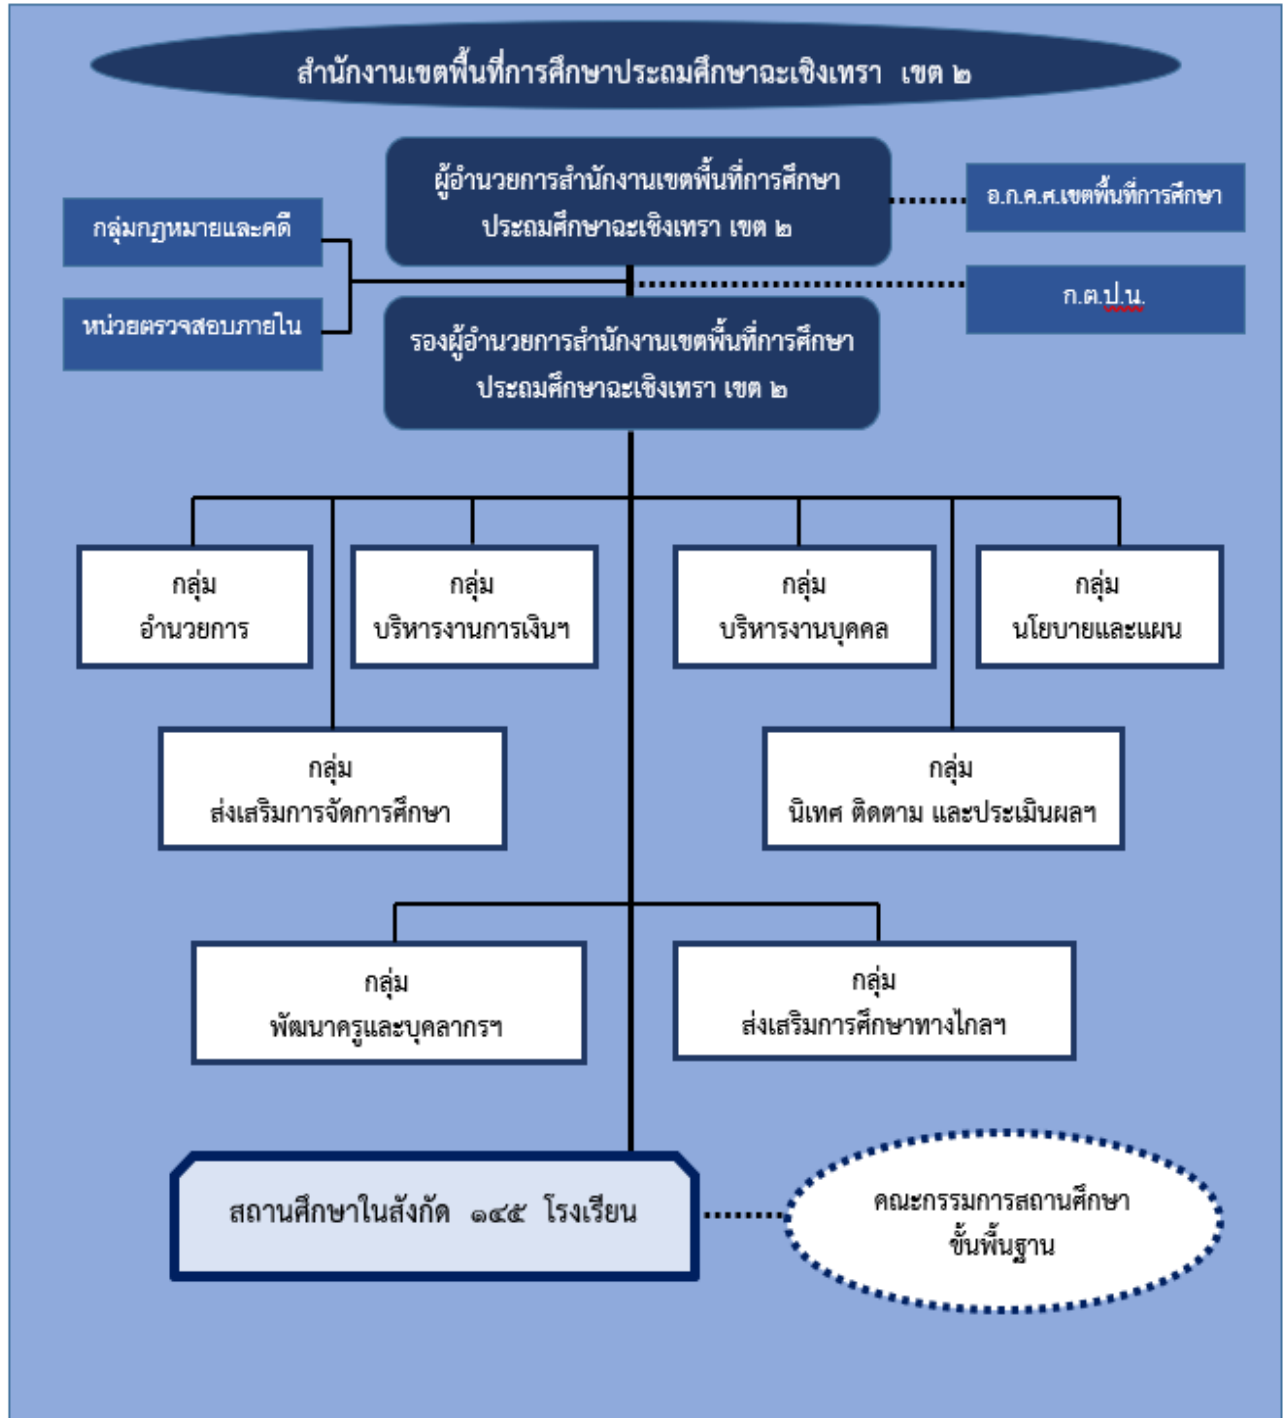 สำนักงานเขตพื้นที่การศึกษาประถมศึกษาฉะเชิงเทรา เขต ๒
ผู้อำนวยการสำนักงานเขตพื้นที่การศึกษา
ประถมศึกษาฉะเชิงเทรา เขต ๒
อ.ก.ค.ศ.เขตพื้นที่การศึกษา
กลุ่มกฎหมายและคดี
ก.ต.ป.น.
หน่วยตรวจสอบภายใน
รองผู้อำนวยการสำนักงานเขตพื้นที่การศึกษา
ประถมศึกษาฉะเชิงเทรา เขต ๒
กลุ่ม
อำนวยการ
กลุ่ม
บริหารงานการเงินฯ
กลุ่ม
บริหารงานบุคคล
กลุ่ม
นโยบายและแผน
กลุ่ม
ส่งเสริมการจัดการศึกษา
กลุ่ม
นิเทศ ติดตาม และประเมินผลฯ
กลุ่ม
พัฒนาครูและบุคลากรฯ
กลุ่ม
ส่งเสริมการศึกษาทางไกลฯ
สถานศึกษาในสังกัด ๑๔๕ โรงเรียน
คณะกรรมการสถานศึกษา
ขั้นพื้นฐาน